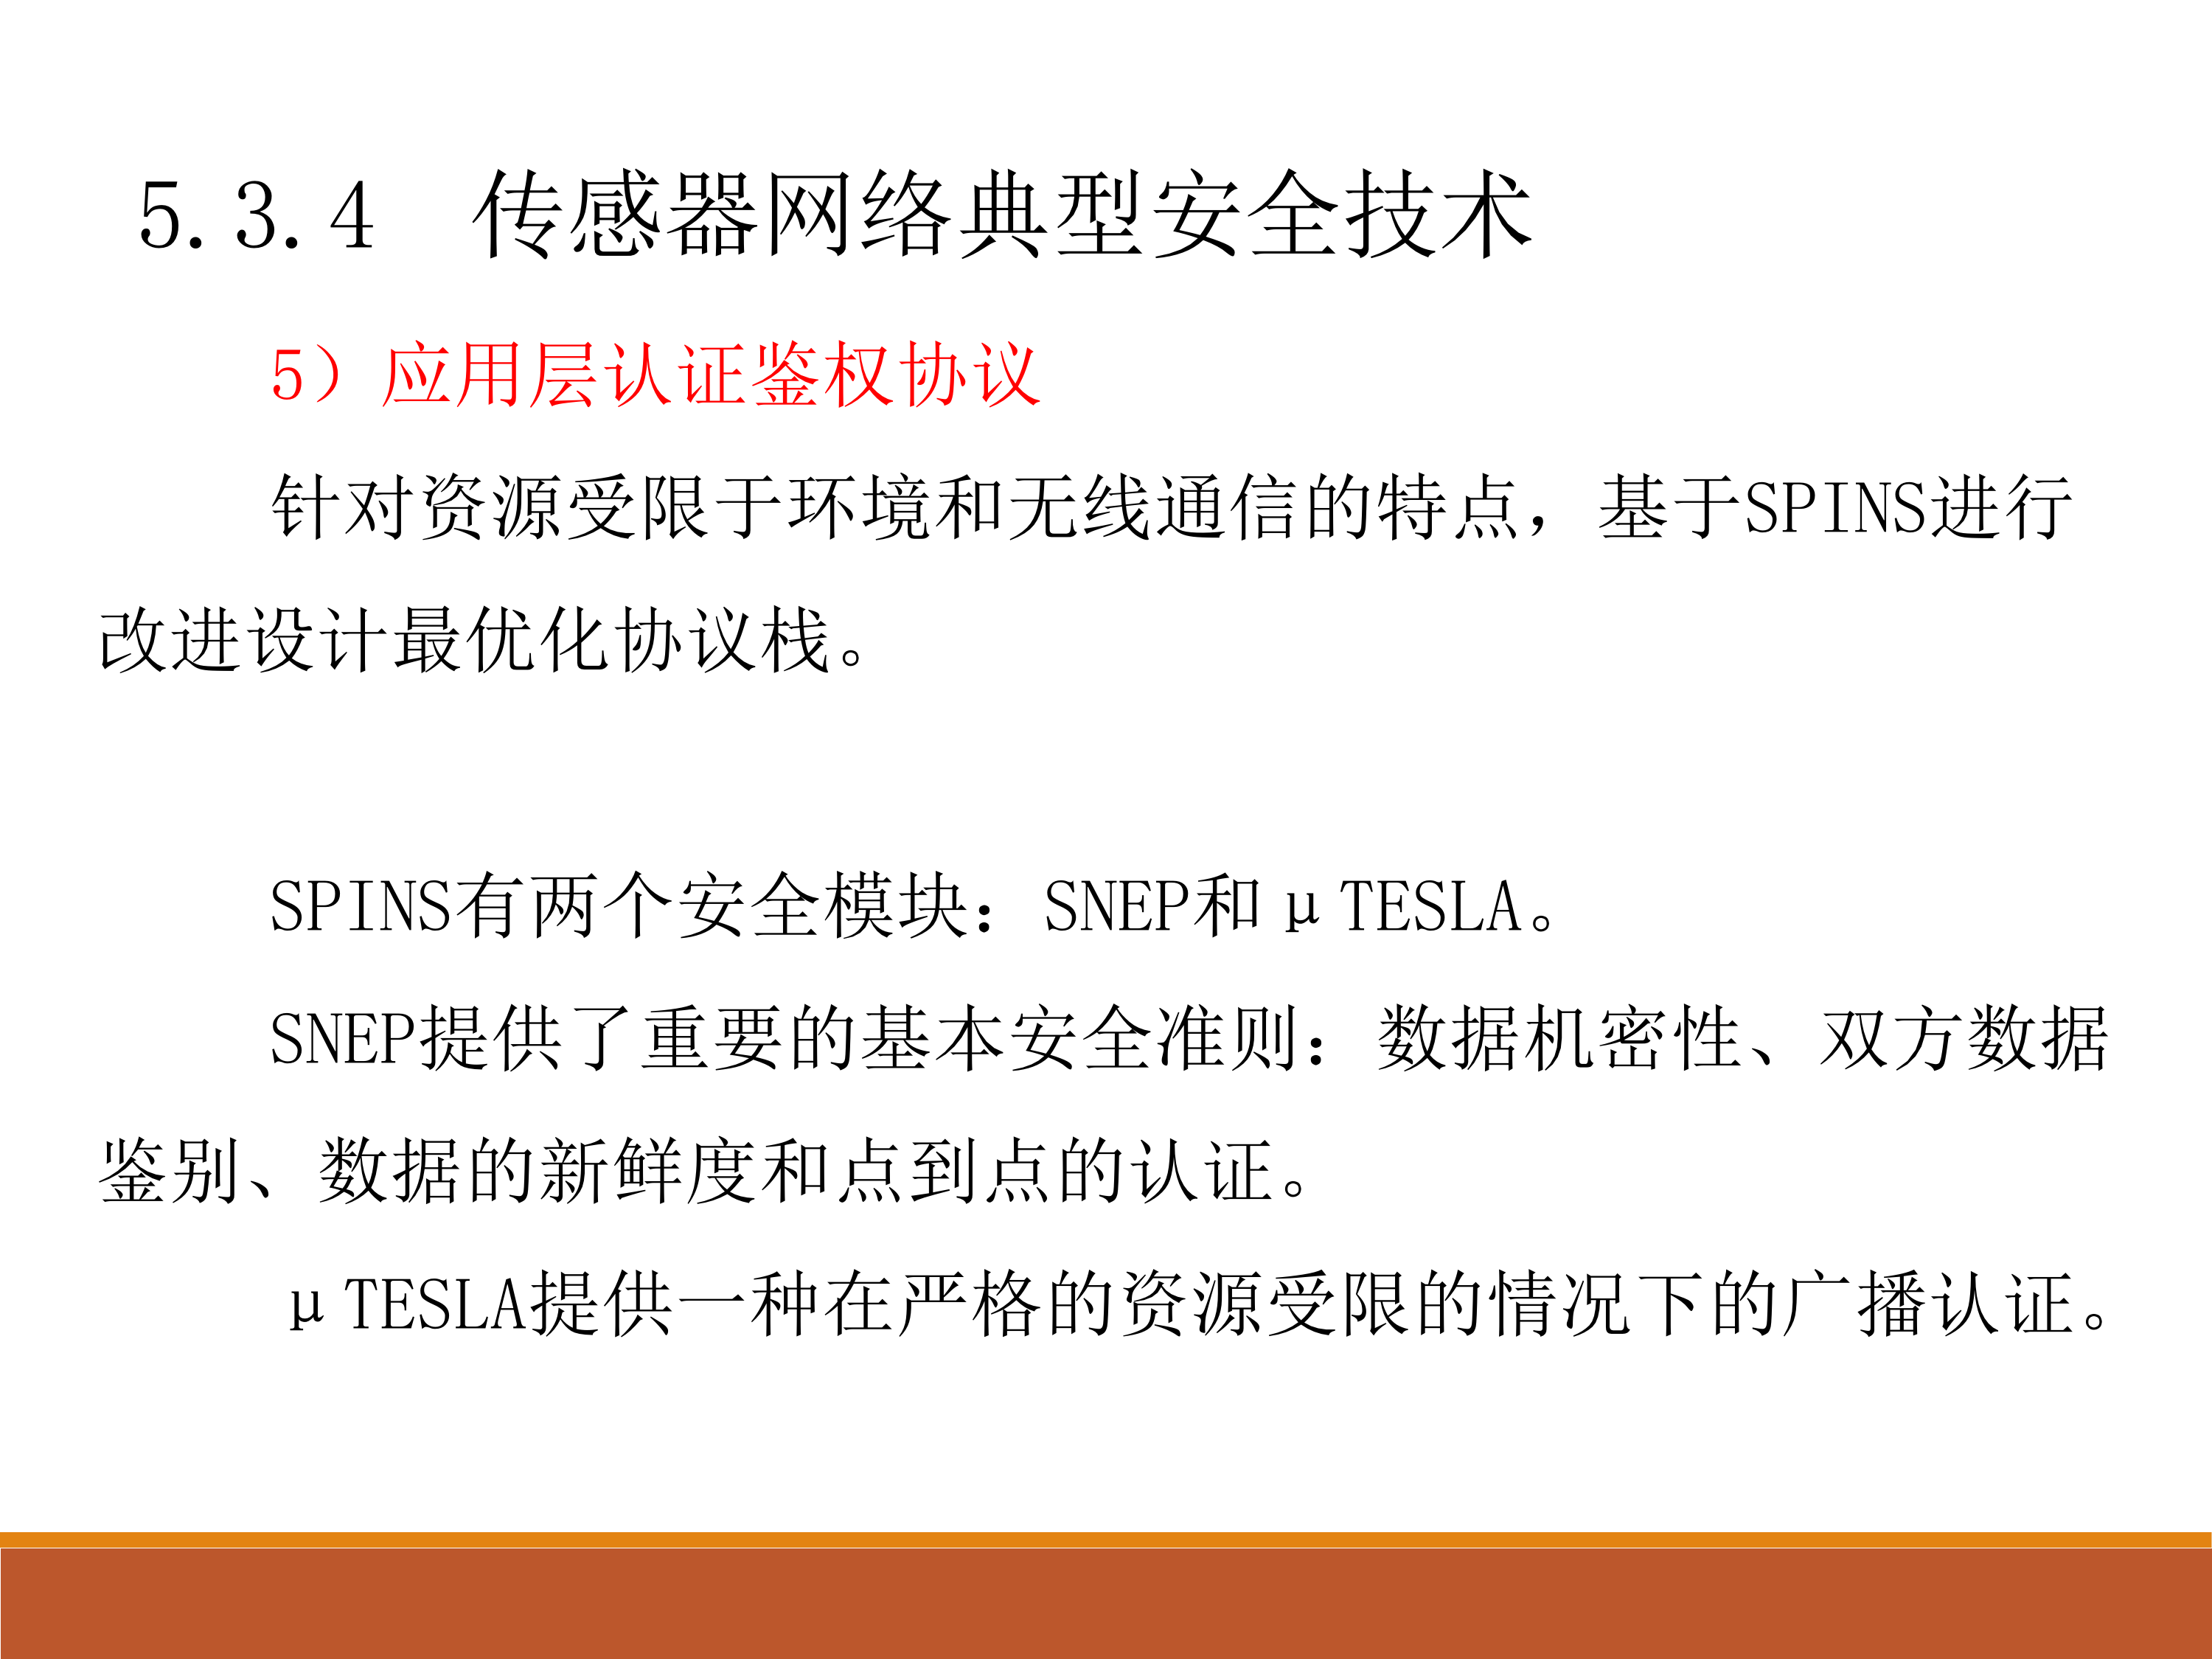 5.3.4 传感器网络典型安全技术
5）应用层认证鉴权协议
针对资源受限于环境和无线通信的特点，基于SPINS进行
改进设计最优化协议栈。
SPINS有两个安全摸块：SNEP和μTESLA。
SNEP提供了重要的基本安全准则：数据机密性、双方数据
鉴别、数据的新鲜度和点到点的认证。
μTESLA提供一种在严格的资源受限的情况下的广播认证。